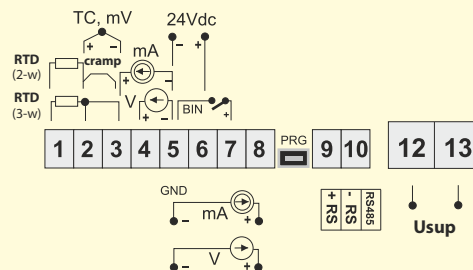 TC, mV
24Vdc
+ - - +
RTD cramp mA
(2-w)
+ -
RTD V BIN
(3-w)
+ - +
1 2 3 4 5 6 7 8 PRG 9 10 12 13
GND
mA
- +
V
- +
+ RS
- RS
RS485
Usup